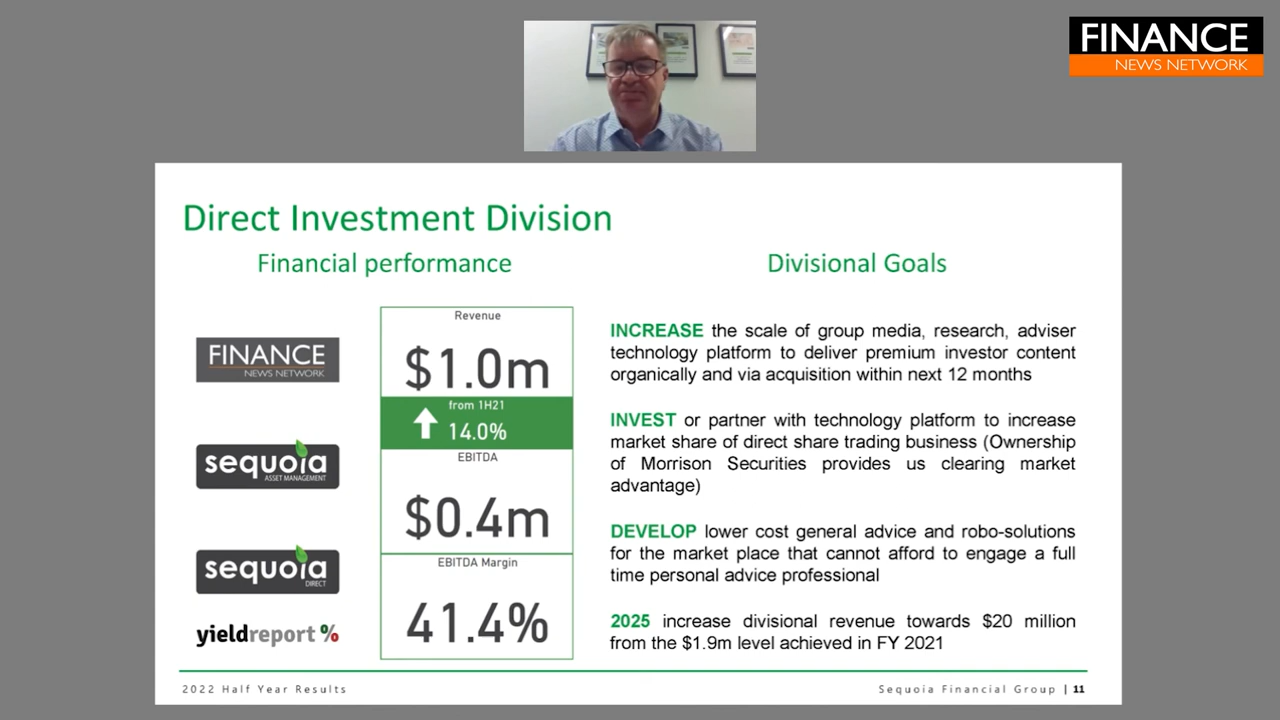 FINANCE
NEWS NETWORK
Direct Investment Division
Financial performance
FINANCE
NEWS NETWORK
sequoia
ASSET MANAGEMENT
sequoia
DIRECT
yieldreport %
Revenue
$1.0m
from 1H21
14.0%
EBITDA
$0.4m
EBITDA Margin
41.4%
Divisional Goals
INCREASE the scale of group media, research, adviser
technology platform to deliver premium investor content
organically and via acquisition within next 12 months
INVEST or partner with technology platform to increase
market share of direct share trading business (Ownership
of Morrison Securities provides us clearing market
advantage)
DEVELOP lower cost general advice and robo-solutions
for the market place that cannot afford to engage a full
time personal advice professional
2025 increase divisional revenue towards $20 million
from the $1.9m level achieved in FY 2021
2022 Half Year Results
Sequoia Financial Group | 11